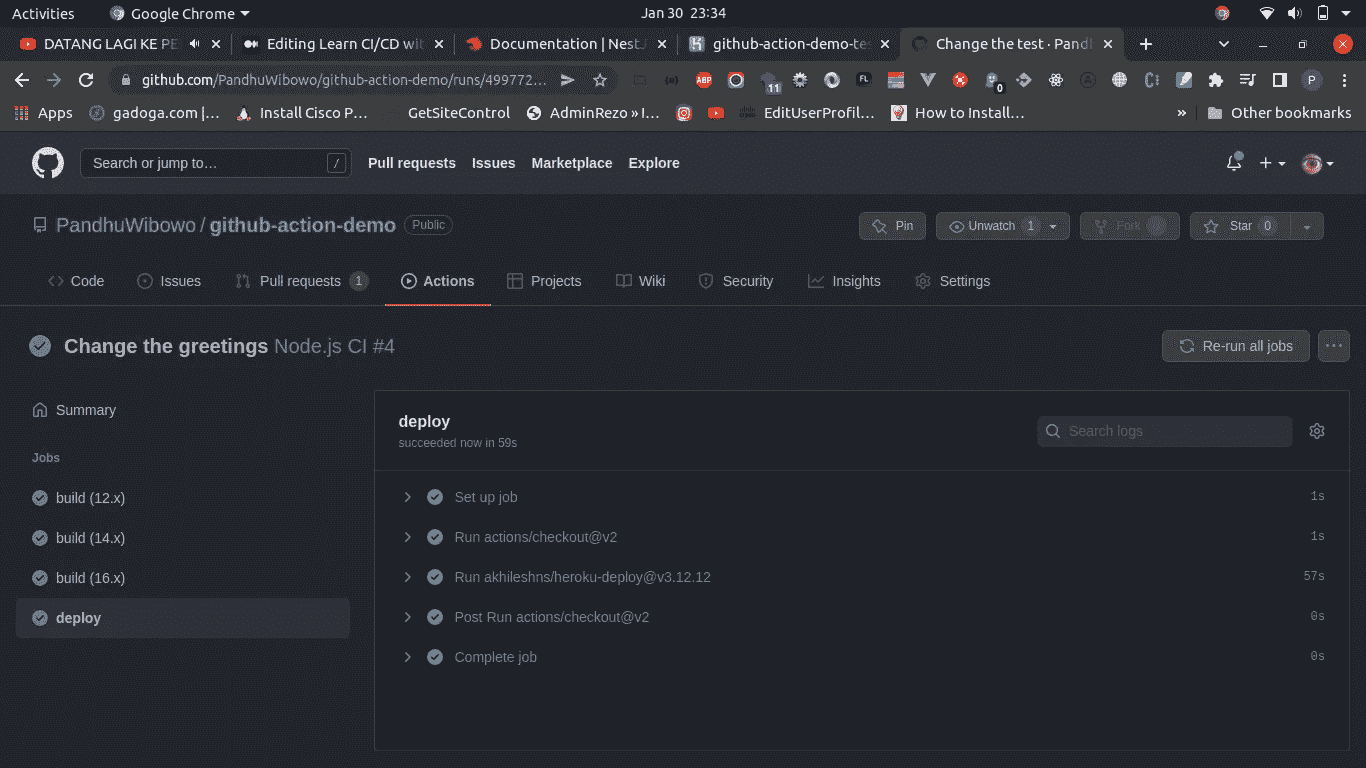 Activities
Google Chrome
Jan 30 23:34
DATANG LAGI KE PE
Editing Learn CI/CD wit
Documentation | NestJ
github-action-demo-te
Change the test · Pandh
github.com/PandhuWibowo/github-action-demo/runs/499772...
ABP
11
FL
0
P
Apps
gadoga.com |...
Install Cisco P...
GetSiteControl
AdminRezo » I...
EditUserProfil...
How to Install...
»
Other bookmarks
Search or jump to...
/
Pull requests
Issues
Marketplace
Explore
PandhuWibowo / github-action-demo
Public
Pin
Unwatch 1
Fork
Star 0
Code
Issues
Pull requests 1
Actions
Projects
Wiki
Security
Insights
Settings
Change the greetings Node.js CI #4
Re-run all jobs
Summary
Jobs
build (12.x)
build (14.x)
build (16.x)
deploy
deploy
succeeded now in 59s
Search logs
Set up job 1s
Run actions/checkout@v2 1s
Run akhileshns/heroku-deploy@v3.12.12 57s
Post Run actions/checkout@v2 0s
Complete job 0s